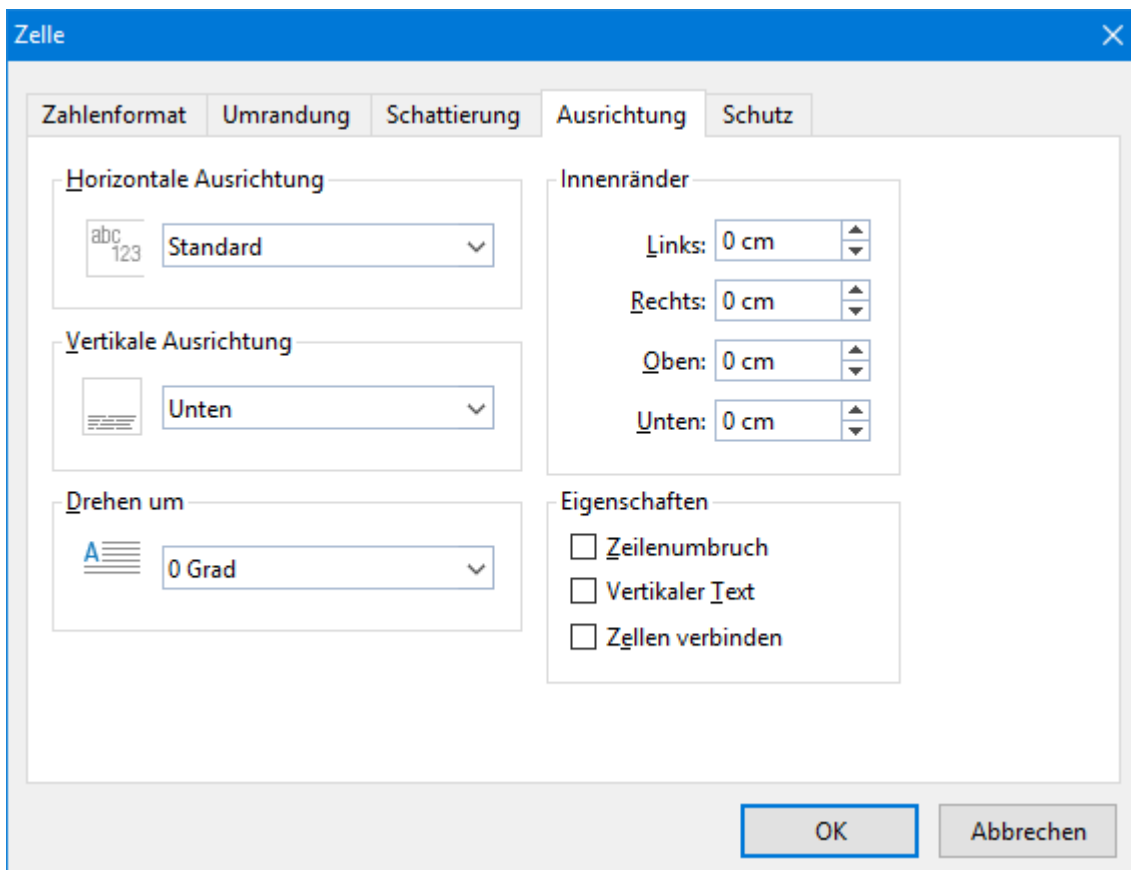 Zelle
Zahlenformat Umrandung Schattierung Ausrichtung Schutz
Horizontale Ausrichtung
abc
123
Standard
Vertikale Ausrichtung
Unten
Drehen um
A
0 Grad
Innenränder
Links: 0 cm
Rechts: 0 cm
Oben: 0 cm
Unten: 0 cm
Eigenschaften
Zeilenumbruch
Vertikaler Text
Zellen verbinden
OK Abbrechen